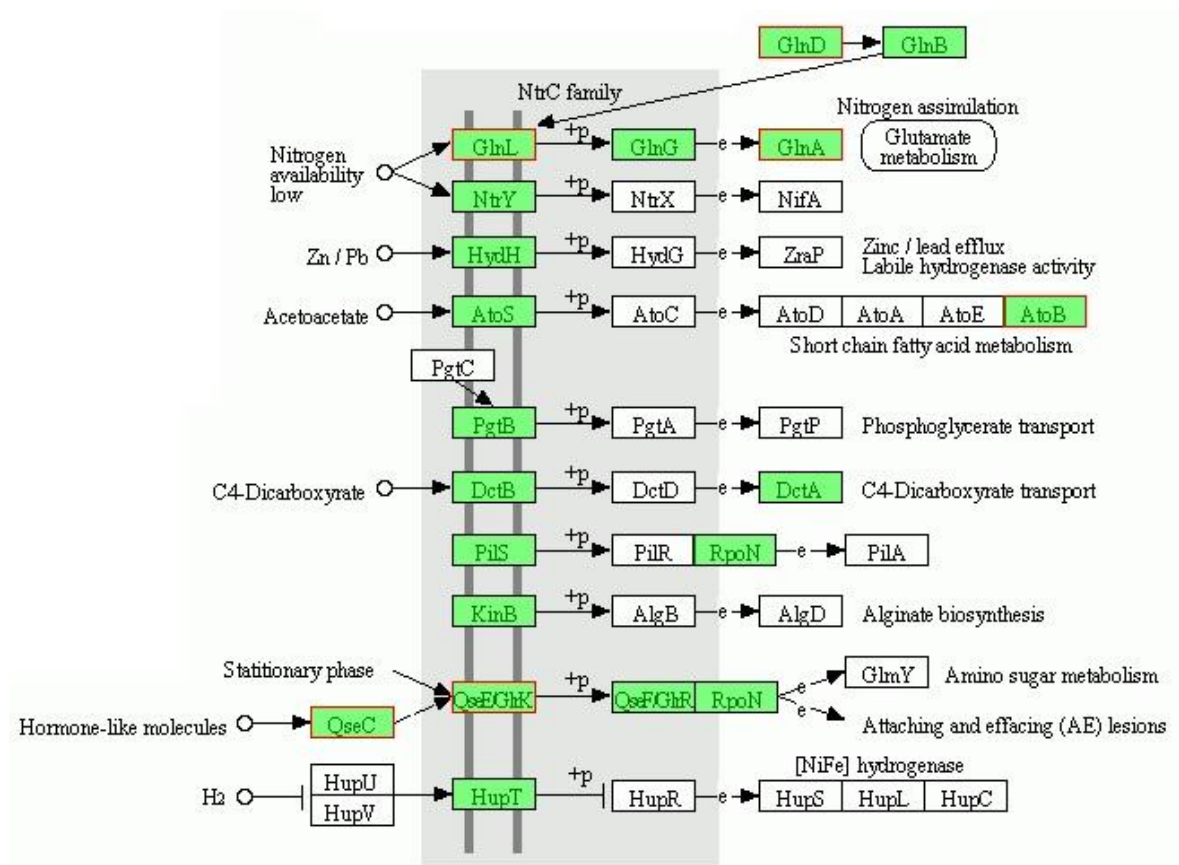 GlnD
GlnB
NtrC family
Nitrogen assimilation
Nitrogen
availability
low
GlnL
+p
GlnG
e
GlnA
Glutamate
metabolism
NtrY
+p
NtrX
e
NifA
Zn / Pb
HydH
+p
HydG
e
ZraP
Zinc / lead efflux
Labile hydrogenase activity
Acetoacetate
AtoS
+p
AtoC
e
AtoD
AtoA
AtoE
AtoB
Short chain fatty acid metabolism
PgtC
PgtB
+p
PgtA
e
PgtP
Phosphoglycerate transport
C4-Dicarboxyrate
DctB
+p
DctD
e
DctA
C4-Dicarboxyrate transport
PilS
+p
PilR
RpoN
e
PilA
KinB
+p
AlgB
e
AlgD
Alginate biosynthesis
Statitionary phase
Hormone-like molecules
QseC
QseE/GlrK
+p
QseF/GlrR
RpoN
e
GlmY
Amino sugar metabolism
e
Attaching and effacing (AE) lesions
H2
HupU
HupV
HupT
+p
HupR
e
[NiFe] hydrogenase
HupS
HupL
HupC